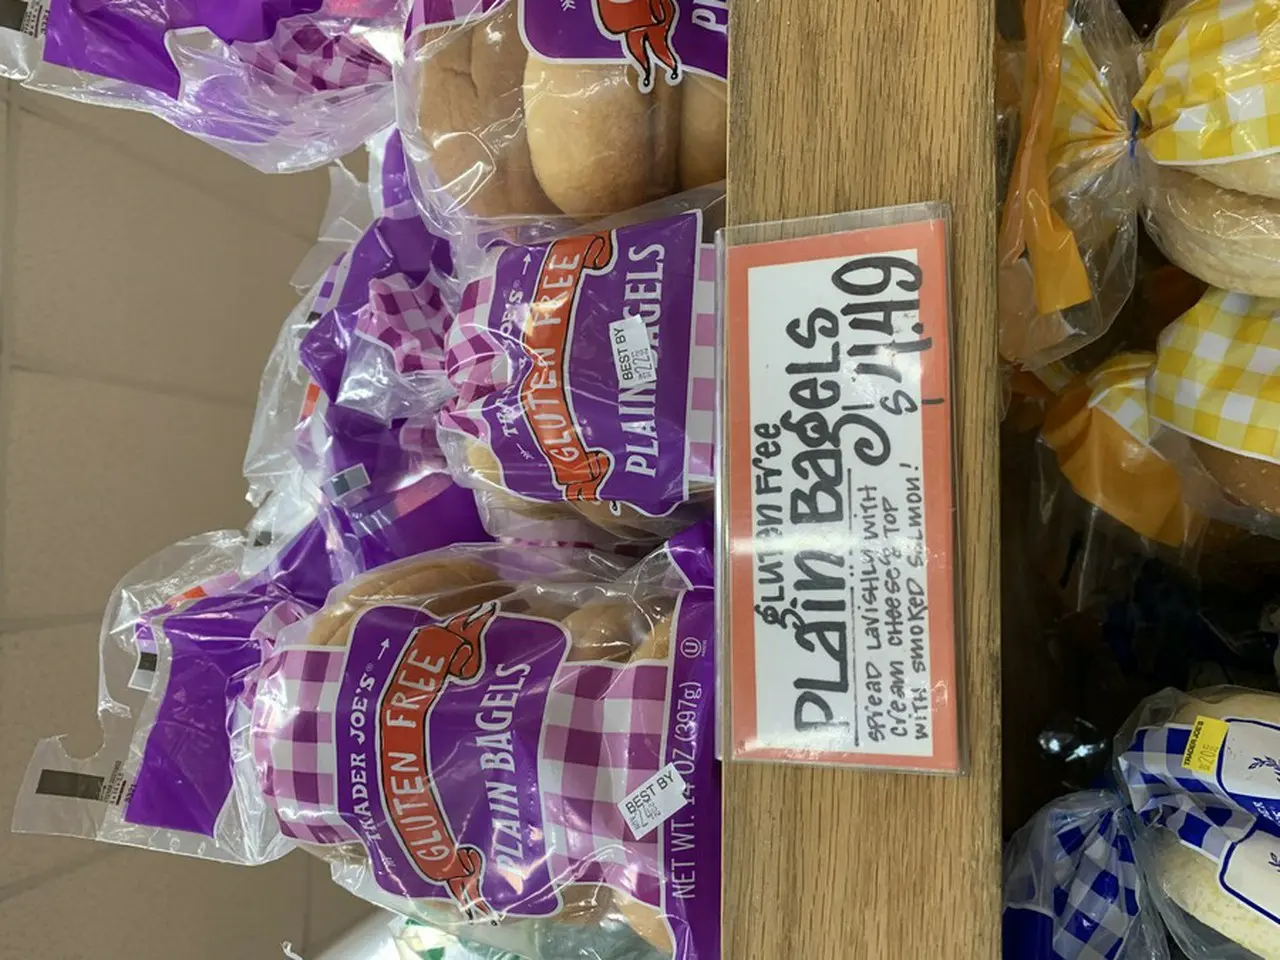 TRADER JOE'S®
GLUTEN FREE
PLAIN BAGELS
BEST BY
NET WT. 14 OZ (397g)
GLUTEN FREE
PLAIN BAGELS
BEST BY
gluten Free
PLain Bagels
spread Lavishly with
cream cheese & top
with smoked salmon!
$4.49
TRADER JOE'S